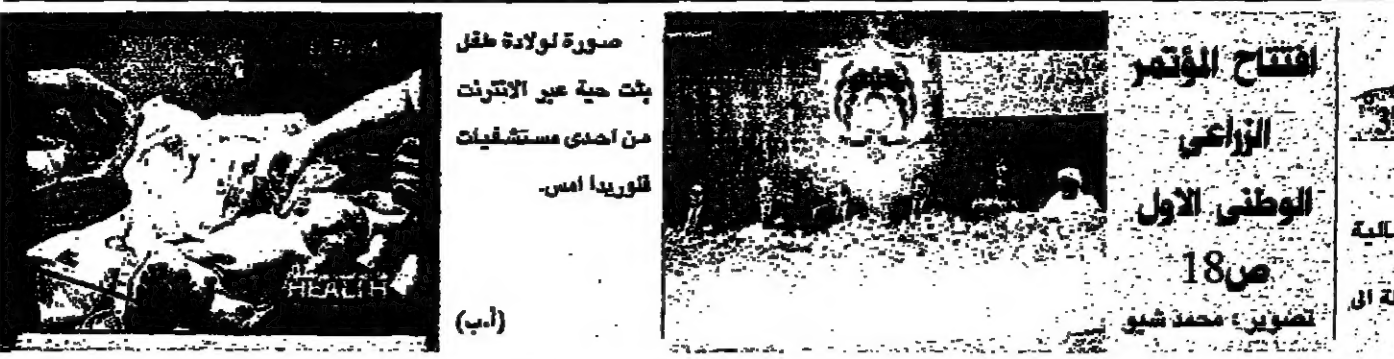 افتتاح المؤتمر
الزراعي
الوطني الاول
ص18
تصوير : محمد شيو
صورة لولادة طفل
بثت حية عبر الانترنت
من احدى مستشفيات
فلوريدا امس.
(أ.ب)
HEALTH